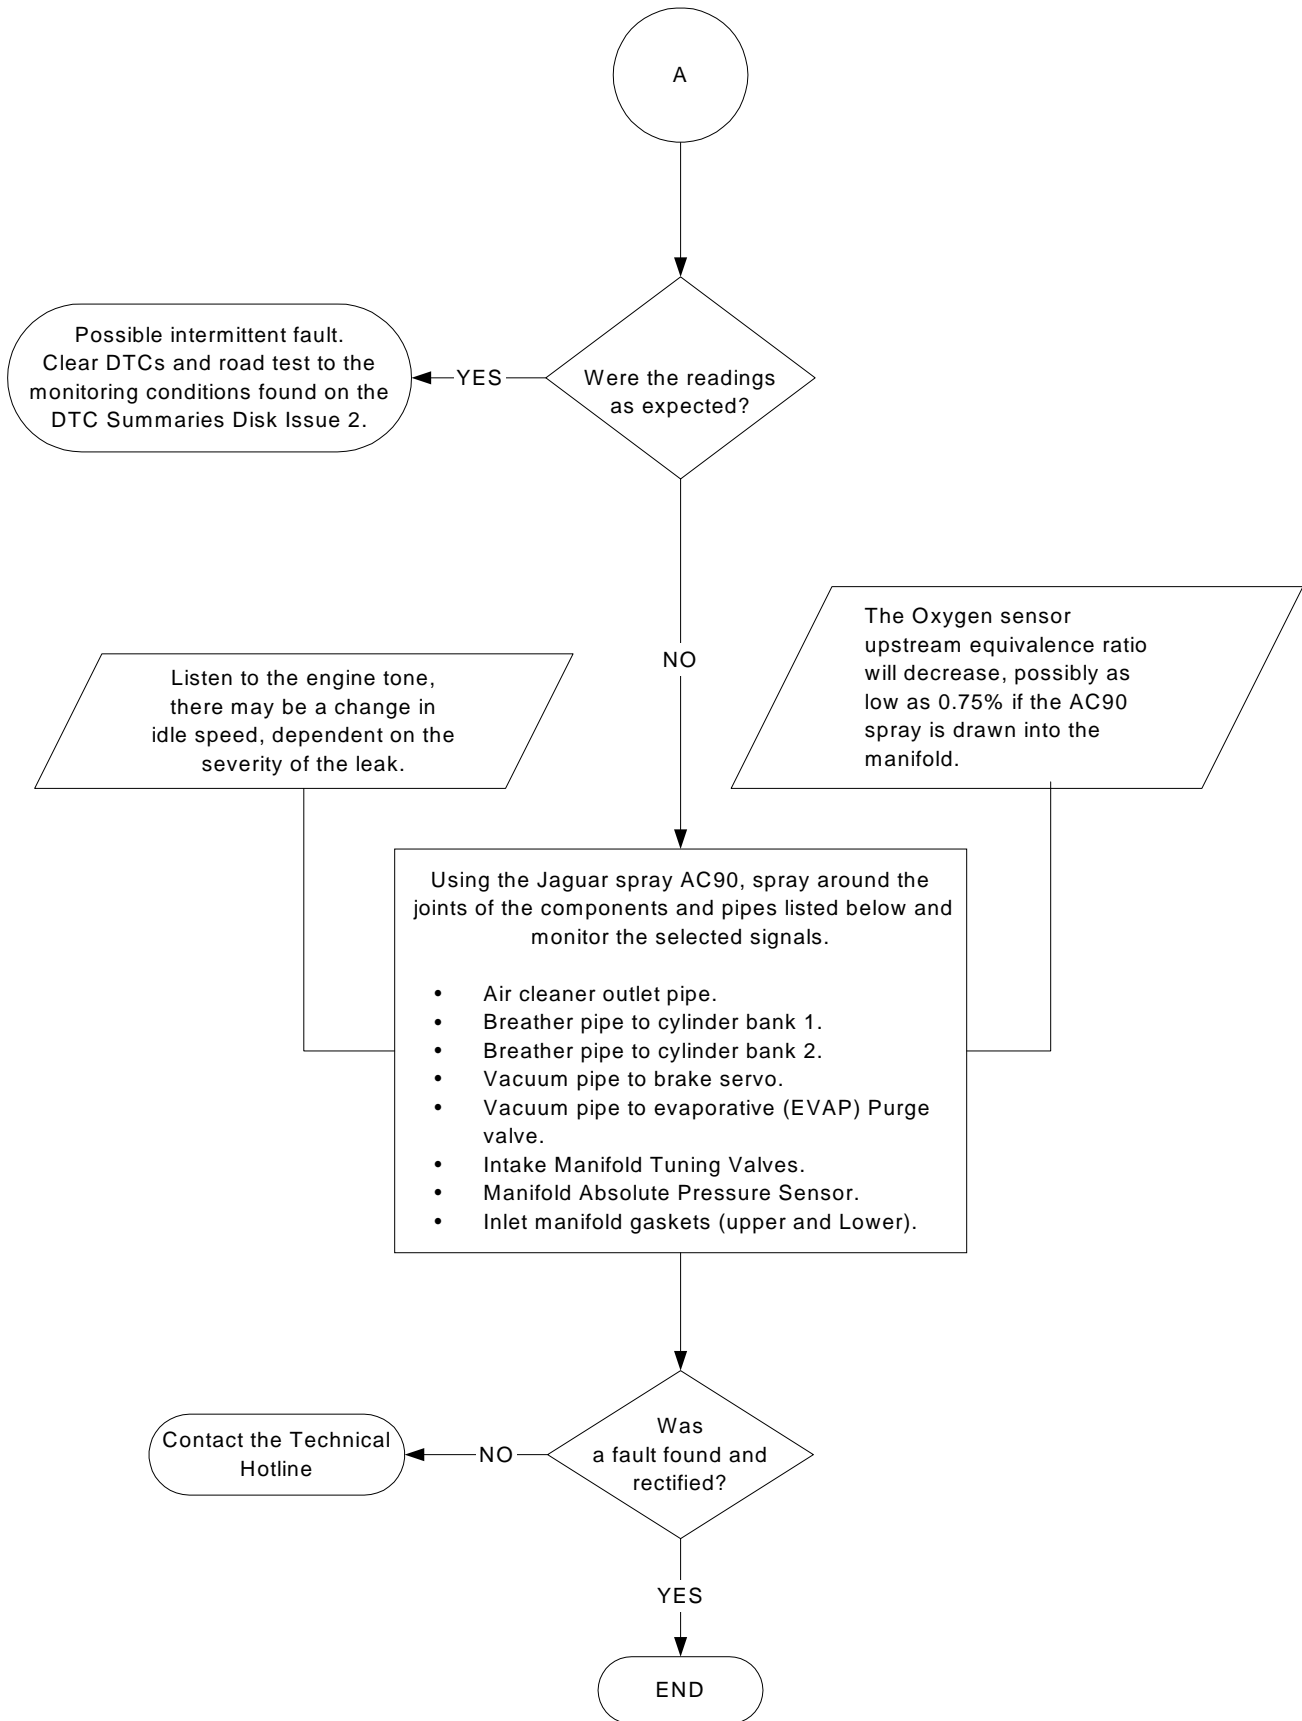 A
Were the readings
as expected?
YES
Possible intermittent fault.
Clear DTCs and road test to the
monitoring conditions found on the
DTC Summaries Disk Issue 2.
NO
Listen to the engine tone,
there may be a change in
idle speed, dependent on the
severity of the leak.
The Oxygen sensor
upstream equivalence ratio
will decrease, possibly as
low as 0.75% if the AC90
spray is drawn into the
manifold.
Using the Jaguar spray AC90, spray around the
joints of the components and pipes listed below and
monitor the selected signals.
• Air cleaner outlet pipe.
• Breather pipe to cylinder bank 1.
• Breather pipe to cylinder bank 2.
• Vacuum pipe to brake servo.
• Vacuum pipe to evaporative (EVAP) Purge
valve.
• Intake Manifold Tuning Valves.
• Manifold Absolute Pressure Sensor.
• Inlet manifold gaskets (upper and Lower).
Was
a fault found and
rectified?
NO
Contact the Technical
Hotline
YES
END